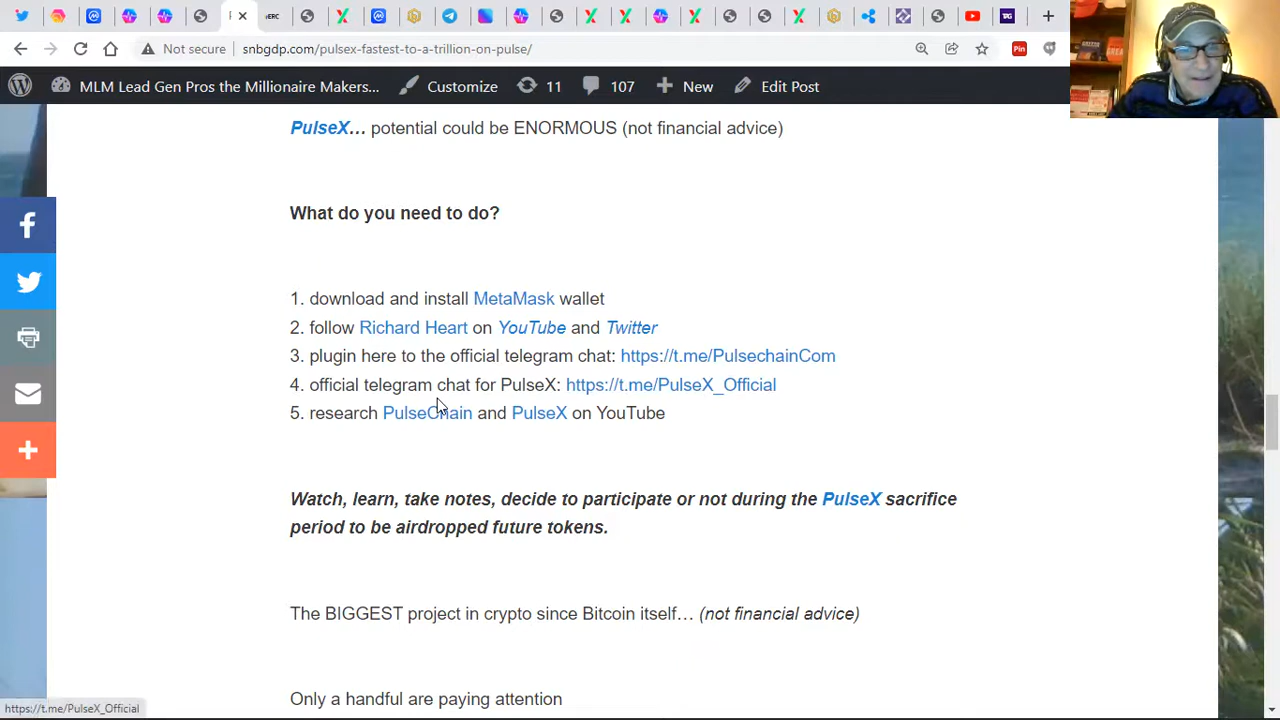 Not secure
snbgdp.com/pulsex-fastest-to-a-trillion-on-pulse/
Pin
MLM Lead Gen Pros the Millionaire Makers... Customize 11 107 New Edit Post
PulseX… potential could be ENORMOUS (not financial advice)
What do you need to do?
1. download and install MetaMask wallet
2. follow Richard Heart on YouTube and Twitter
3. plugin here to the official telegram chat: https://t.me/PulsechainCom
4. official telegram chat for PulseX: https://t.me/PulseX_Official
5. research PulseChain and PulseX on YouTube
Watch, learn, take notes, decide to participate or not during the PulseX sacrifice
period to be airdropped future tokens.
The BIGGEST project in crypto since Bitcoin itself… (not financial advice)
Only a handful are paying attention
https://t.me/PulseX_Official